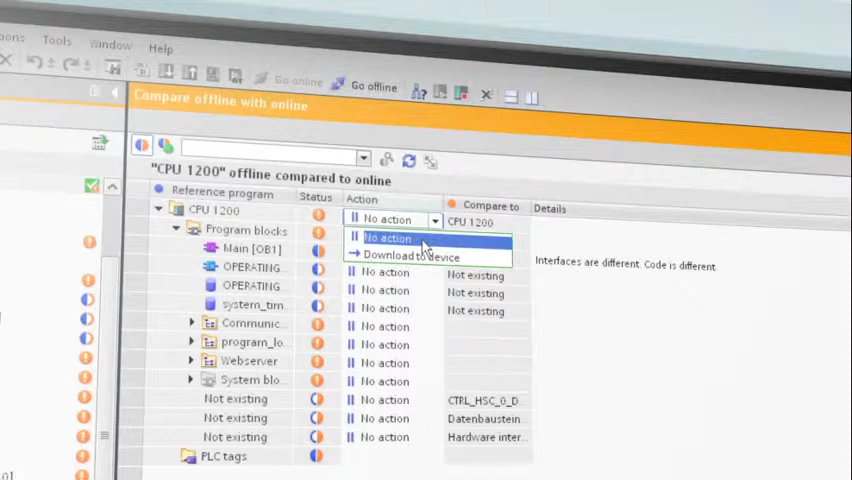 Tools Window Help
Go online Go offline
Compare offline with online
"CPU 1200" offline compared to online
Reference program Status Action Compare to Details
CPU 1200 No action CPU 1200
Program blocks No action
Main [OB1] Download to device Interfaces are different. Code is different.
OPERATING No action Not existing
OPERATING... No action Not existing
system_tim No action Not existing
Communic... No action
program_lo No action
Webserver No action
System blo... No action
Not existing No action CTRL_HSC_0_D...
Not existing No action Datenbaustein
Not existing No action Hardware inter...
PLC tags